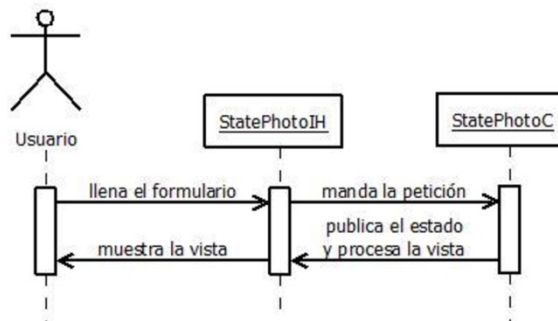 Usuario
StatePhotoIH
StatePhotoC
llena el formulario
manda la petición
publica el estado
y procesa la vista
muestra la vista